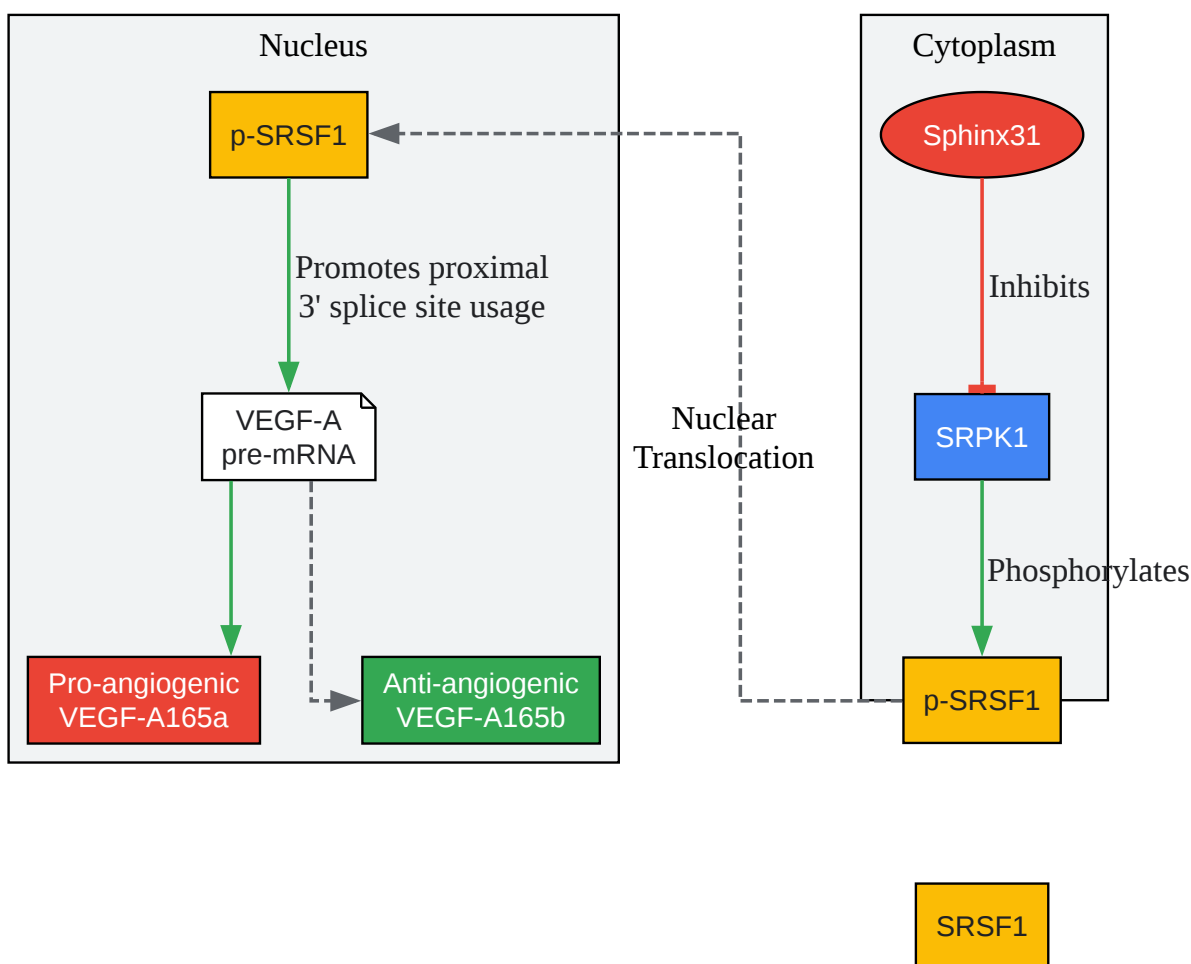 Nucleus
p-SRSF1
Promotes proximal
3' splice site usage
VEGF-A
pre-mRNA
Pro-angiogenic
VEGF-A165a
Anti-angiogenic
VEGF-A165b
Nuclear
Translocation
Cytoplasm
Sphinx31
Inhibits
SRPK1
Phosphorylates
p-SRSF1
SRSF1